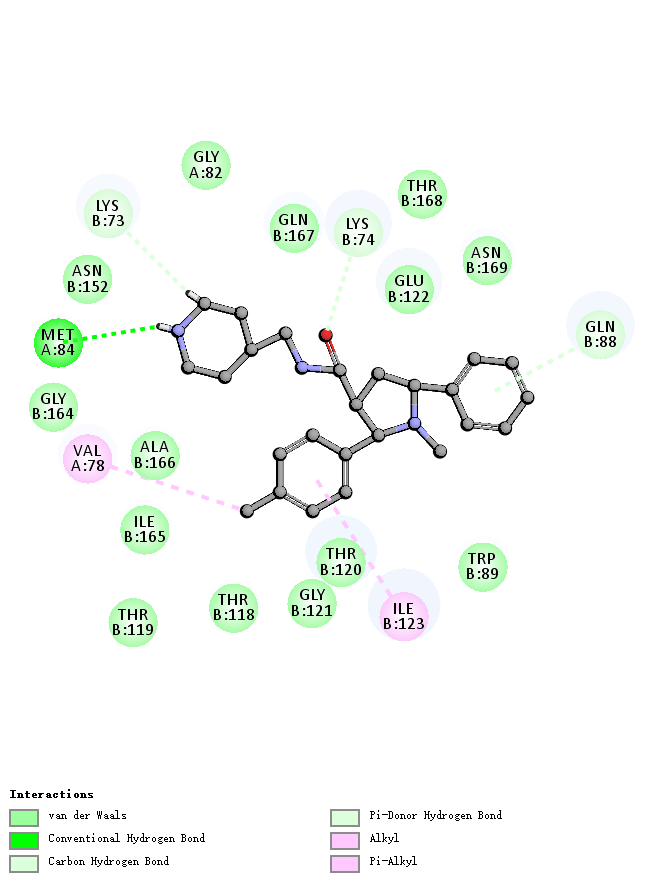 GLY
A:82
THR
B:168
LYS
B:73
GLN
B:167
LYS
B:74
ASN
B:169
ASN
B:152
GLU
B:122
MET
A:84
GLN
B:88
GLY
B:164
VAL
A:78
ALA
B:166
ILE
B:165
THR
B:120
TRP
B:89
THR
B:119
THR
B:118
GLY
B:121
ILE
B:123
Interactions
van der Waals
Conventional Hydrogen Bond
Carbon Hydrogen Bond
Pi-Donor Hydrogen Bond
Alkyl
Pi-Alkyl